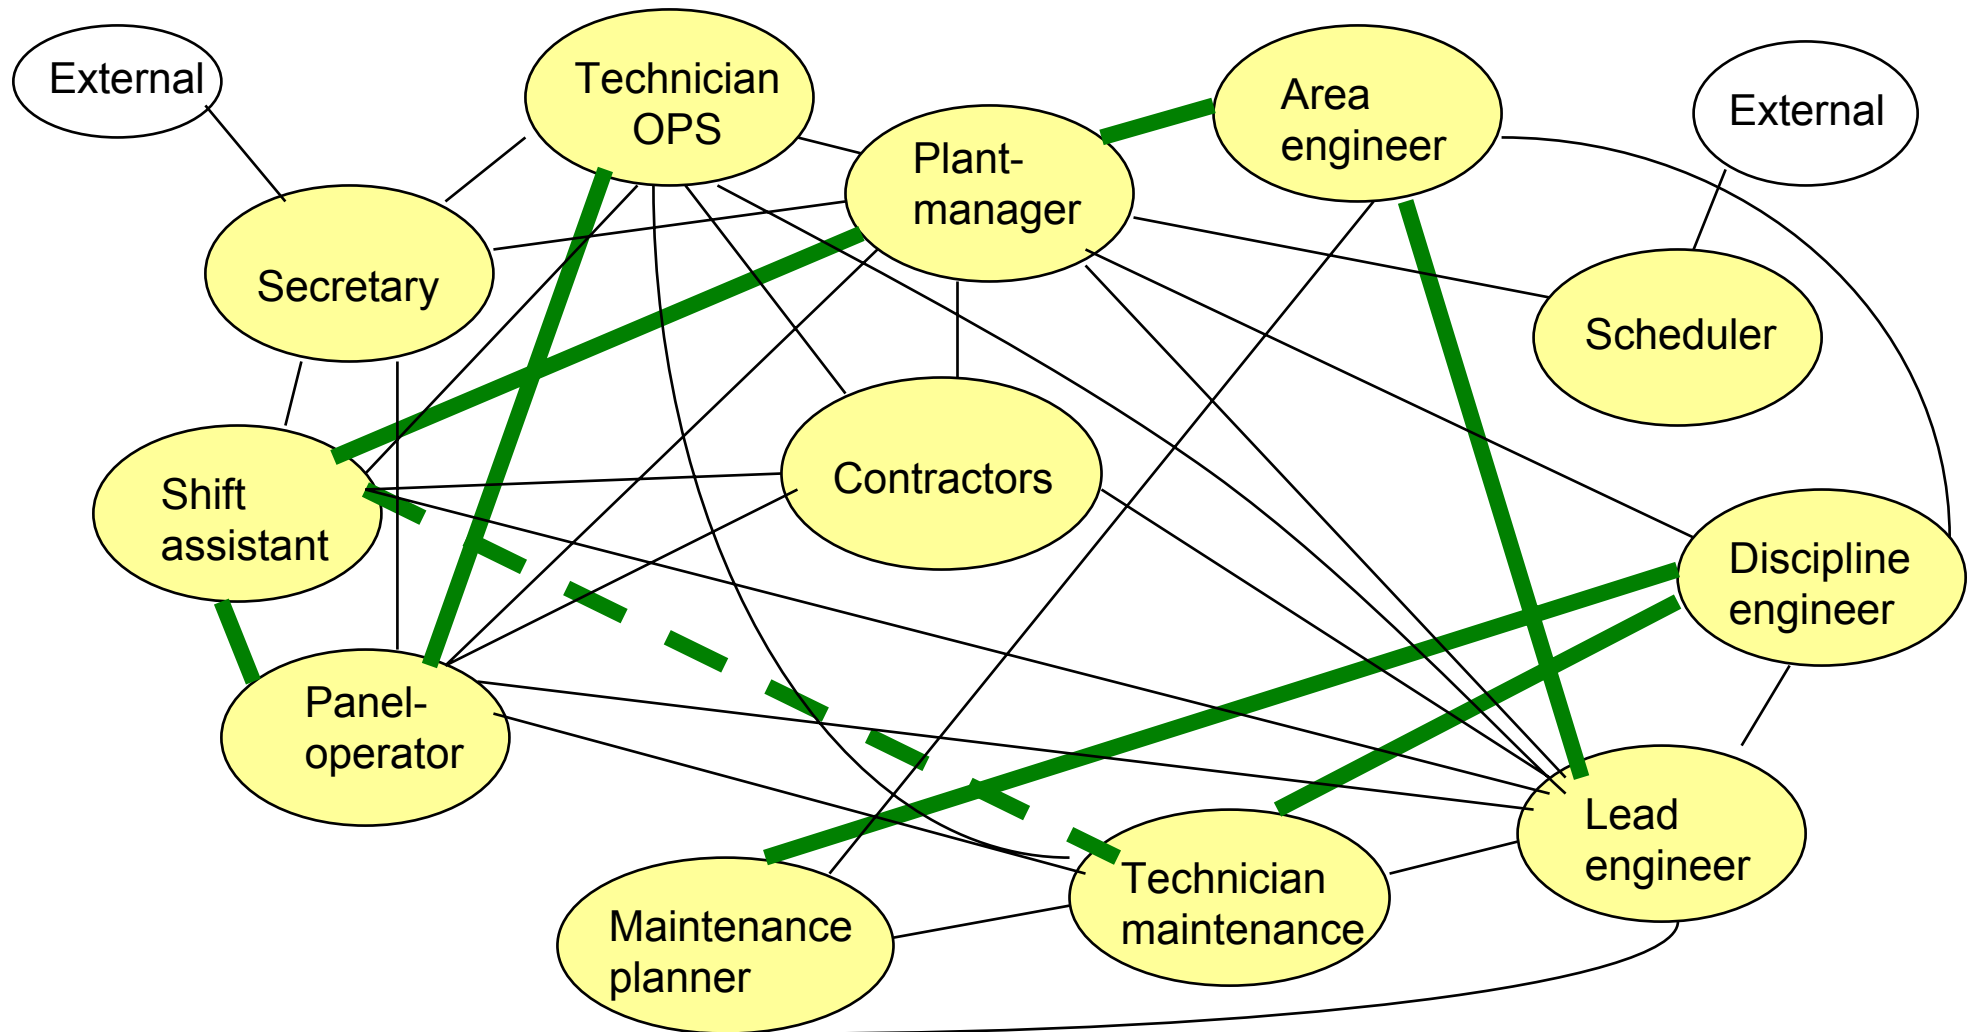 External
Technician
OPS
Area
engineer
External
Plant-
manager
Secretary
Scheduler
Shift
assistant
Contractors
Discipline
engineer
Panel-
operator
Lead
engineer
Technician
maintenance
Maintenance
planner